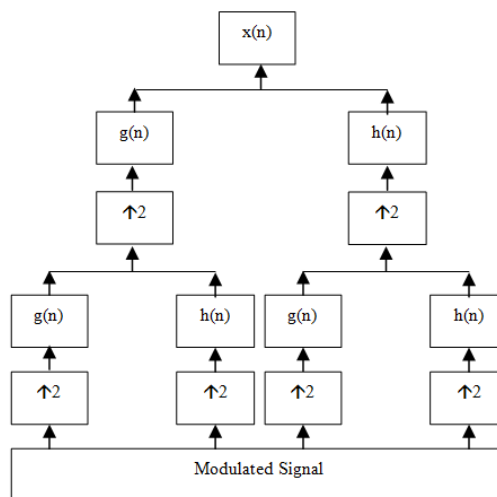 x(n)
g(n) h(n)
↑2 ↑2
g(n) h(n) g(n) h(n)
↑2 ↑2 ↑2 ↑2
Modulated Signal